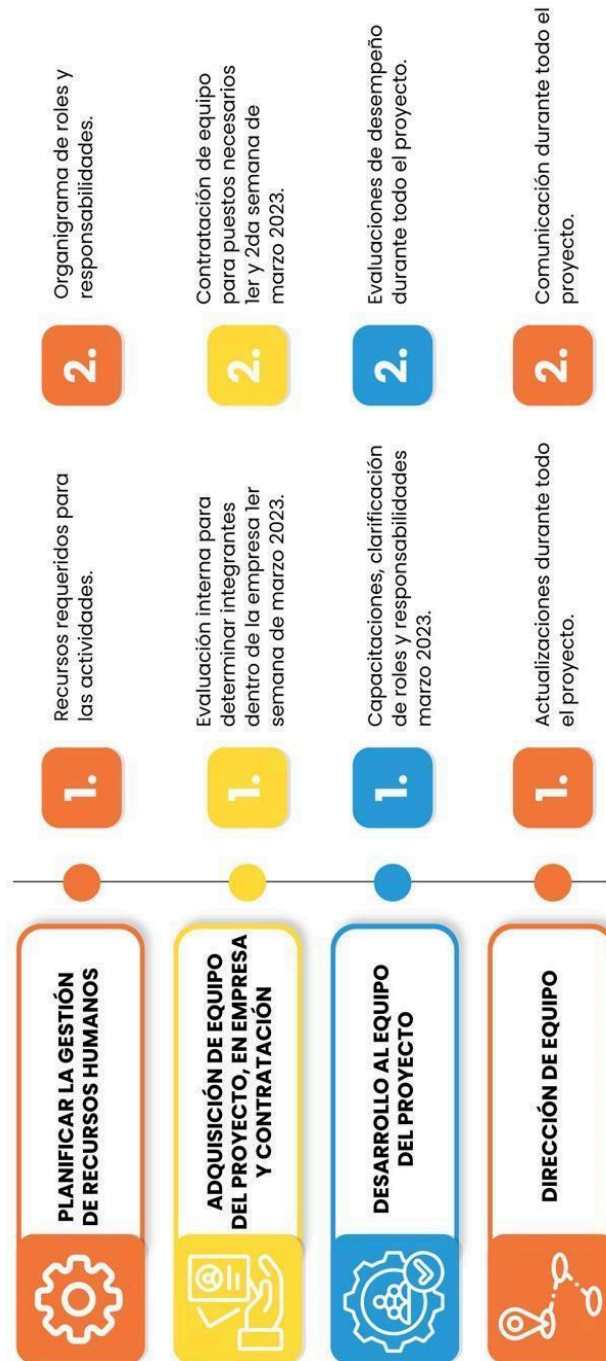 PLANIFICAR LA GESTIÓN
DE RECURSOS HUMANOS
1.
Recursos requeridos para
las actividades.
2.
Organigrama de roles y
responsabilidades.
ADQUISICIÓN DE EQUIPO
DEL PROYECTO, EN EMPRESA
Y CONTRATACIÓN
1.
Evaluación interna para
determinar integrantes
dentro de la empresa 1er
semana de marzo 2023.
2.
Contratación de equipo
para puestos necesarios
1er y 2da semana de
marzo 2023.
DESARROLLO AL EQUIPO
DEL PROYECTO
1.
Capacitaciones, clarificación
de roles y responsabilidades
marzo 2023.
2.
Evaluaciones de desempeño
durante todo el proyecto.
DIRECCIÓN DE EQUIPO
1.
Actualizaciones durante todo
el proyecto.
2.
Comunicación durante todo el
proyecto.